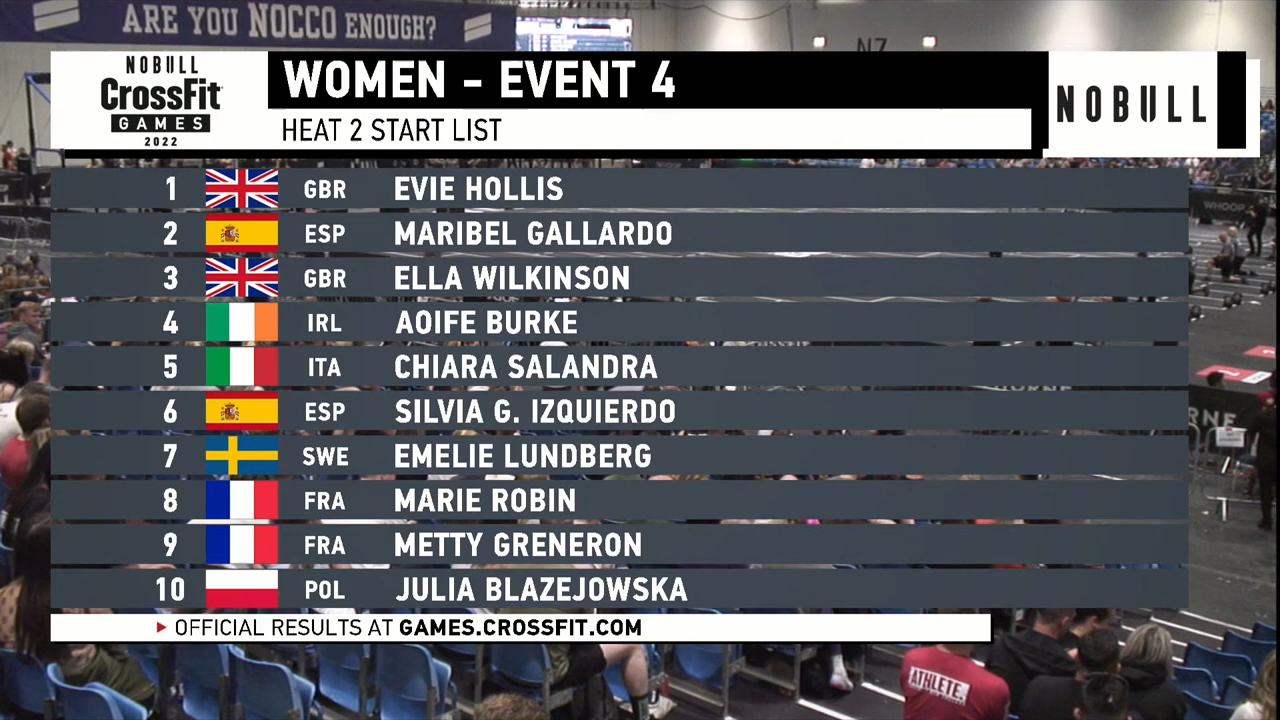 ARE YOU NOCCO ENOUGH?
NZ
NOBULL
CrossFit
GAMES
2022
WOMEN - EVENT 4
HEAT 2 START LIST
NOBULL
1 GBR EVIE HOLLIS
2 ESP MARIBEL GALLARDO
3 GBR ELLA WILKINSON
4 IRL AOIFE BURKE
5 ITA CHIARA SALANDRA
6 ESP SILVIA G. IZQUIERDO
7 SWE EMELIE LUNDBERG
8 FRA MARIE ROBIN
9 FRA METTY GRENERON
10 POL JULIA BLAZEJOWSKA
OFFICIAL RESULTS AT GAMES.CROSSFIT.COM
WHOOP
ATHLETE.